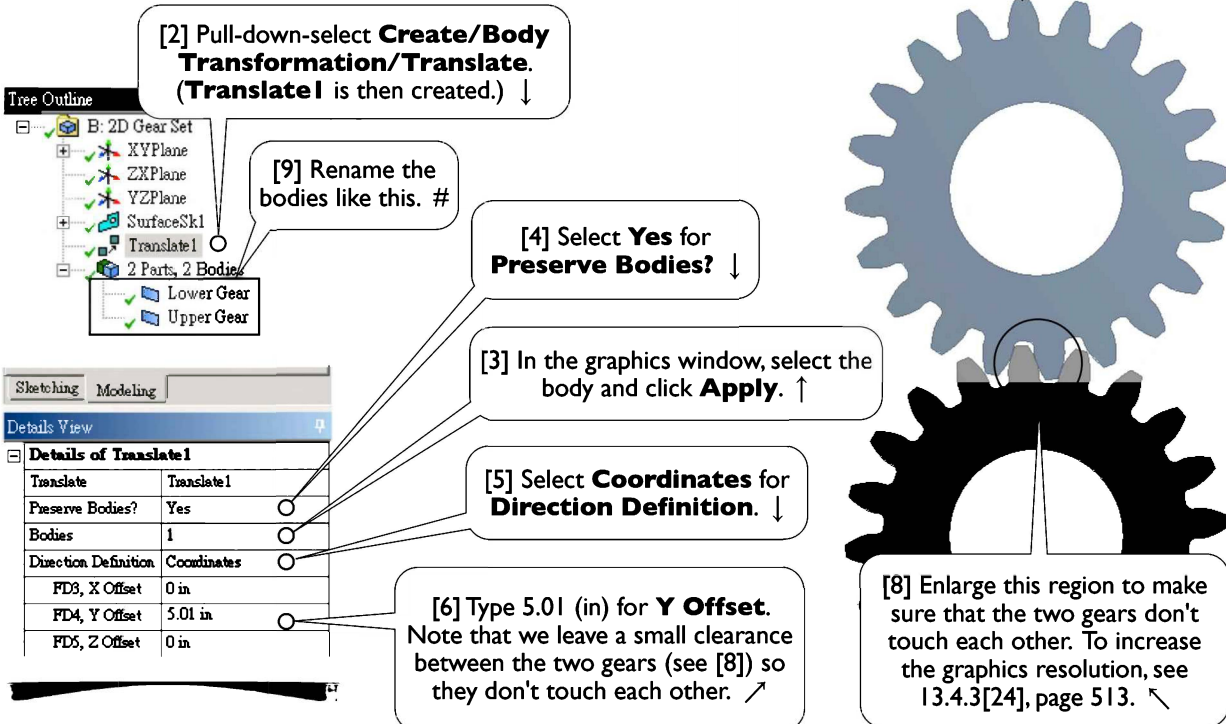 [2] Pull-down-select Create/Body
Transformation/Translate.
(Translate1 is then created.) ↓
Tree Outline
B: 2D Gear Set
XYPlane
ZXPlane
YZPlane
SurfaceSk1
Translate1
2 Parts, 2 Bodies
Lower Gear
Upper Gear
[9] Rename the
bodies like this. #
[4] Select Yes for
Preserve Bodies? ↓
[3] In the graphics window, select the
body and click Apply. ↑
Sketching Modeling
Details View
Details of Translate1
Translate Translate1
Preserve Bodies? Yes
Bodies 1
Direction Definition Coordinates
FD3, X Offset 0 in
FD4, Y Offset 5.01 in
FD5, Z Offset 0 in
[5] Select Coordinates for
Direction Definition. ↓
[6] Type 5.01 (in) for Y Offset.
Note that we leave a small clearance
between the two gears (see [8]) so
they don't touch each other. ↗
[8] Enlarge this region to make
sure that the two gears don't
touch each other. To increase
the graphics resolution, see
13.4.3[24], page 513. ↖